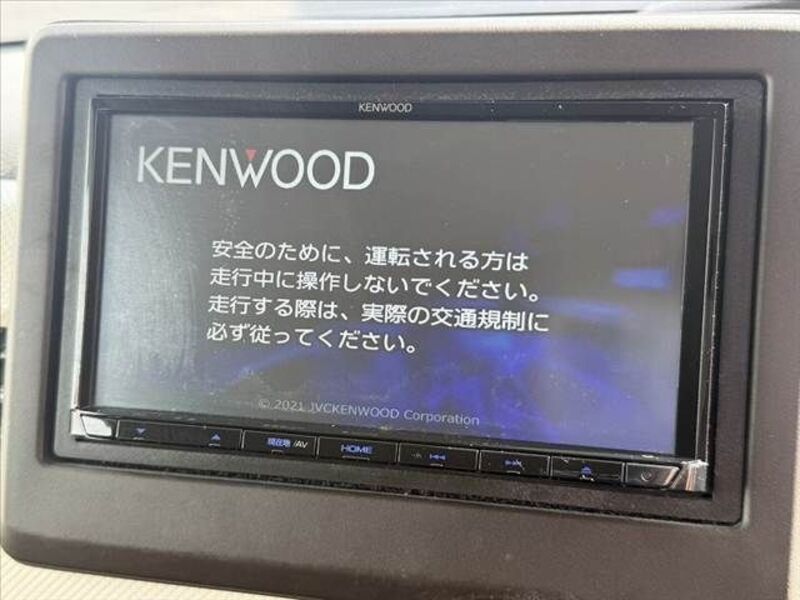 KENWOOD
KENWOOD
安全のために、運転される方は
走行中に操作しないでください。
走行する際は、実際の交通規制に
必ず従ってください。
© 2021 JVCKENWOOD Corporation
現在地 /AV HOME